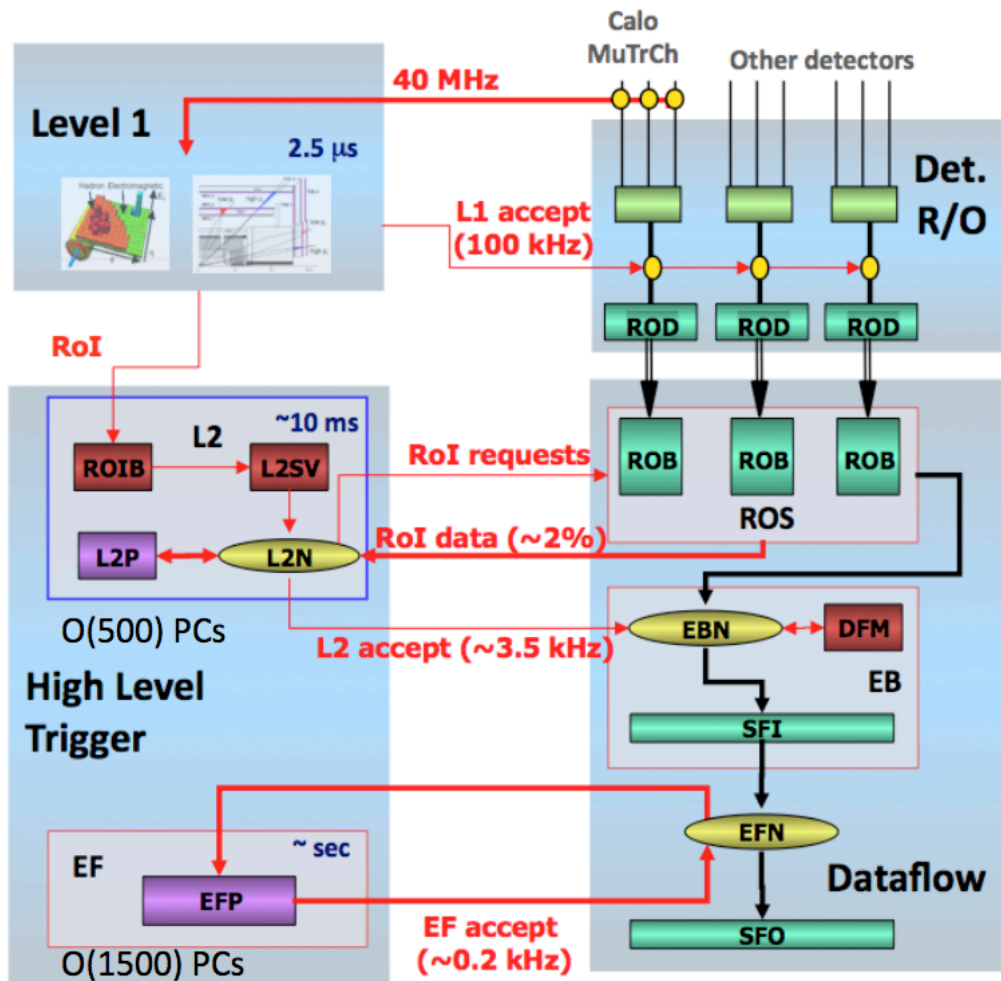 Calo
MuTrCh
Other detectors
40 MHz
Level 1
2.5 μs
Hadron Electromagnetic
Det.
R/O
L1 accept
(100 kHz)
ROD
ROD
ROD
RoI
~10 ms
L2
ROIB
L2SV
RoI requests
ROB
ROB
ROB
ROS
RoI data (~2%)
L2P
L2N
O(500) PCs
L2 accept (~3.5 kHz)
EBN
DFM
EB
High Level
Trigger
SFI
EFN
~ sec
EF
EFP
Dataflow
EF accept
(~0.2 kHz)
SFO
O(1500) PCs